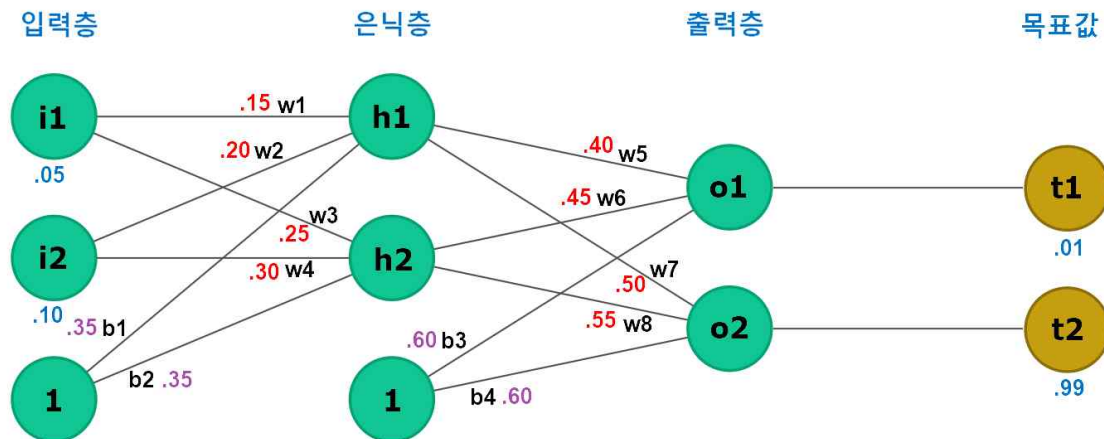 입력층 은닉층 출력층 목표값
i1 .15 w1 h1
.20 w2 .40 w5 o1 t1
.05 w3 .45 w6 .01
.25
i2 .30 w4 h2 w7
.50
.10 .55 w8 o2 t2
.35 b1 .60 b3
b2 .35 b4 .60 .99
1 1